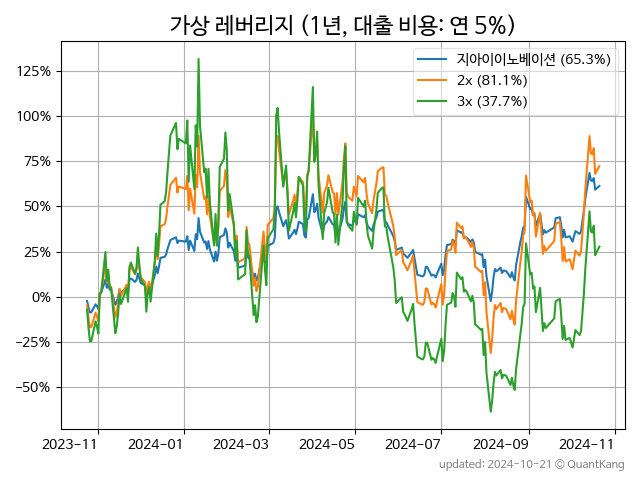 가상 레버리지 (1년, 대출 비용: 연 5%)
지아이이노베이션 (65.3%)
2x (81.1%)
3x (37.7%)
125%
100%
75%
50%
25%
0%
−25%
−50%
2023-11 2024-01 2024-03 2024-05 2024-07 2024-09 2024-11
updated: 2024-10-21 © QuantKang